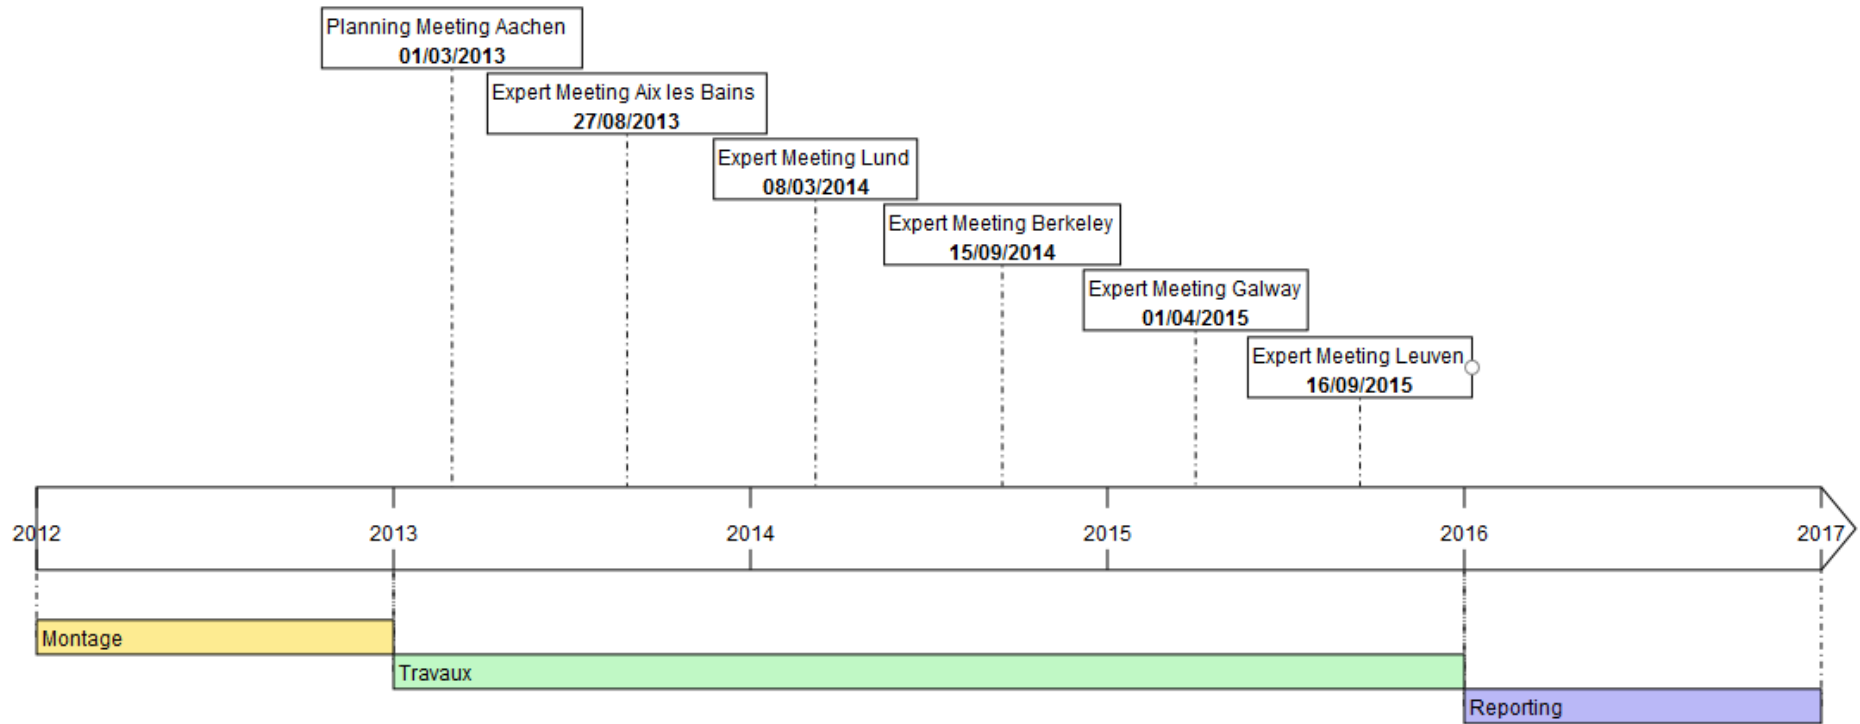 Planning Meeting Aachen
01/03/2013
Expert Meeting Aix les Bains
27/08/2013
Expert Meeting Lund
08/03/2014
Expert Meeting Berkeley
15/09/2014
Expert Meeting Galway
01/04/2015
Expert Meeting Leuven
16/09/2015
2012 2013 2014 2015 2016 2017
Montage
Travaux
Reporting